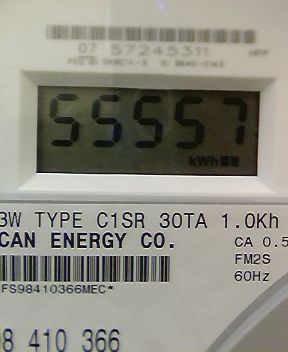 07 57245311
55557
kWh
3W TYPE C1SR 30TA 1.0Kh
CAN ENERGY CO.
CA 0.5
FM2S
60Hz
FS98410366MEC*
98 410 366